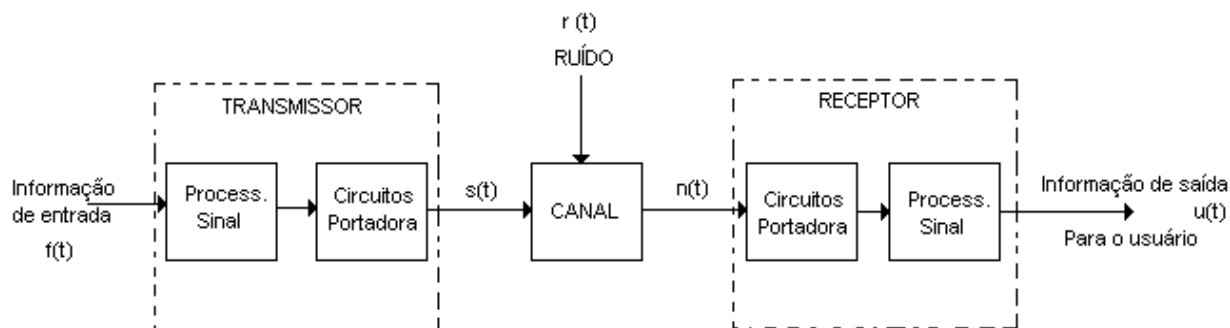 r (t)
RUÍDO
TRANSMISSOR
RECEPTOR
Informação
de entrada
f(t)
Process.
Sinal
Circuitos
Portadora
s(t)
CANAL
n(t)
Circuitos
Portadora
Process.
Sinal
Informação de saída
u(t)
Para o usuário